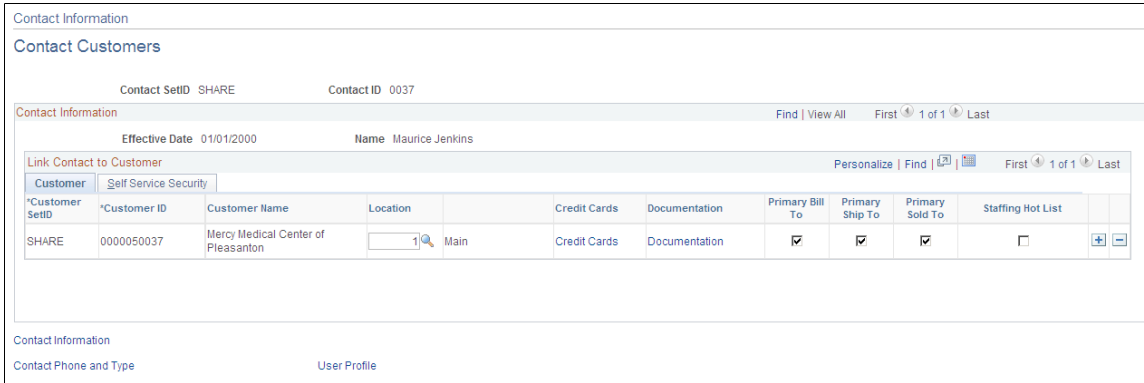 Contact Information
Contact Customers
Contact SetID SHARE Contact ID 0037
Contact Information Find | View All First 1 of 1 Last
Effective Date 01/01/2000 Name Maurice Jenkins
Link Contact to Customer Personalize | Find | | First 1 of 1 Last
Customer Self Service Security
*Customer SetID *Customer ID Customer Name Location Credit Cards Documentation Primary Bill To Primary Ship To Primary Sold To Staffing Hot List
SHARE 0000050037 Mercy Medical Center of Pleasanton 1 Main Credit Cards Documentation
Contact Information
Contact Phone and Type User Profile